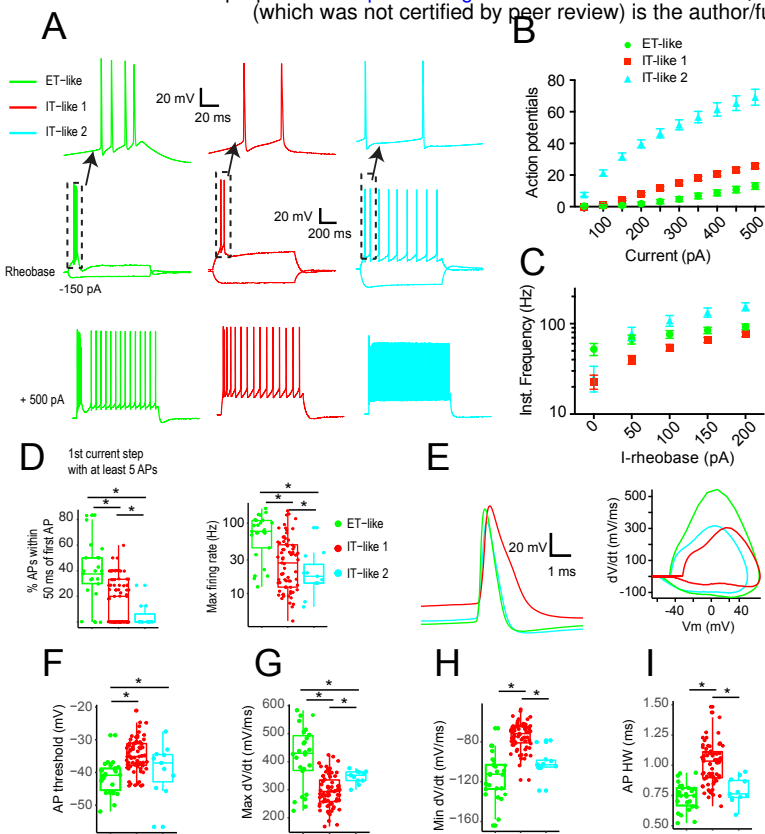 (which was not certified by peer review) is the author/fu
A
ET-like
IT-like 1
IT-like 2
20 mV
20 ms
20 mV
200 ms
Rheobase
-150 pA
+ 500 pA
B
ET-like
IT-like 1
IT-like 2
Action potentials
80
60
40
20
0
100
200
300
400
500
Current (pA)
C
Inst. Frequency (Hz)
100
10
0
50
100
150
200
I-rheobase (pA)
D
1st current step
with at least 5 APs
% APs within
50 ms of first AP
80
60
40
20
* * *
Max firing rate (Hz)
100
30
10
* * *
ET-like
IT-like 1
IT-like 2
E
20 mV
1 ms
dV/dt (mV/ms)
500
300
100
-100
-40
0
40
Vm (mV)
F
AP threshold (mV)
−20
−30
−40
−50
* *
G
Max dV/dt (mV/ms)
600
500
400
300
200
* * *
H
Min dV/dt (mV/ms)
−80
−120
−160
* *
I
AP HW (ms)
1.50
1.25
1.00
0.75
0.50
* *